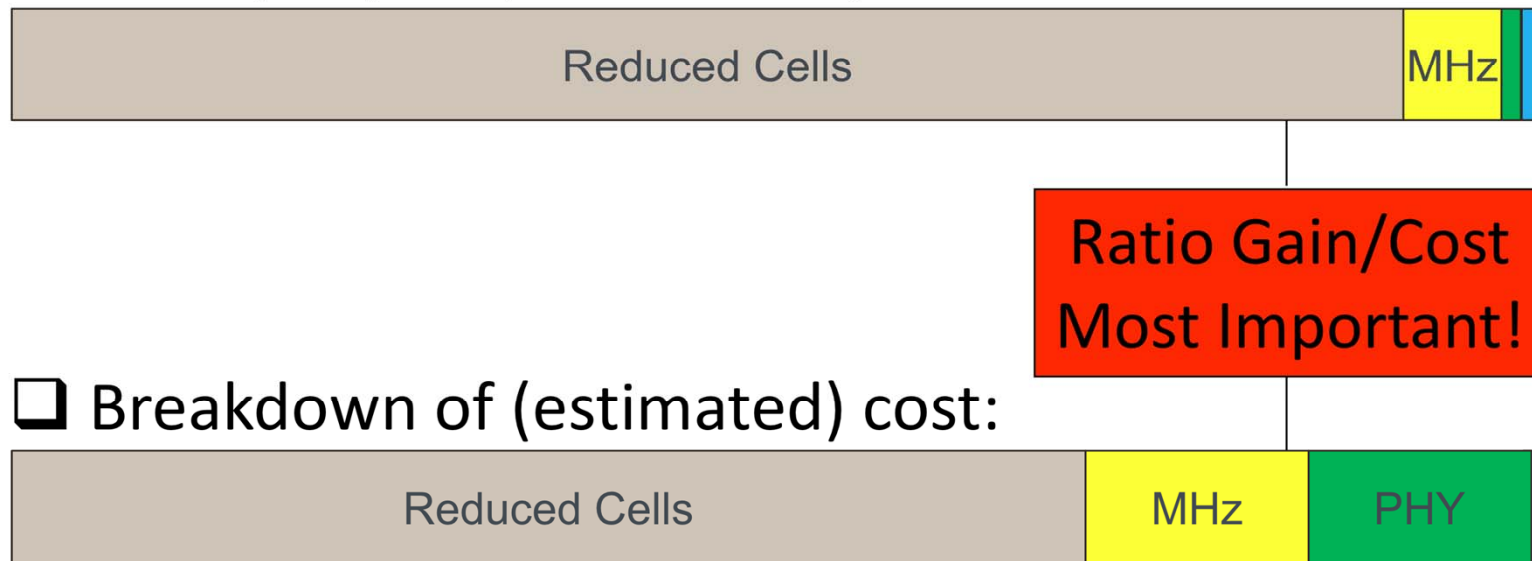 Reduced Cells MHz
Ratio Gain/Cost
Most Important!
Breakdown of (estimated) cost:
Reduced Cells MHz PHY